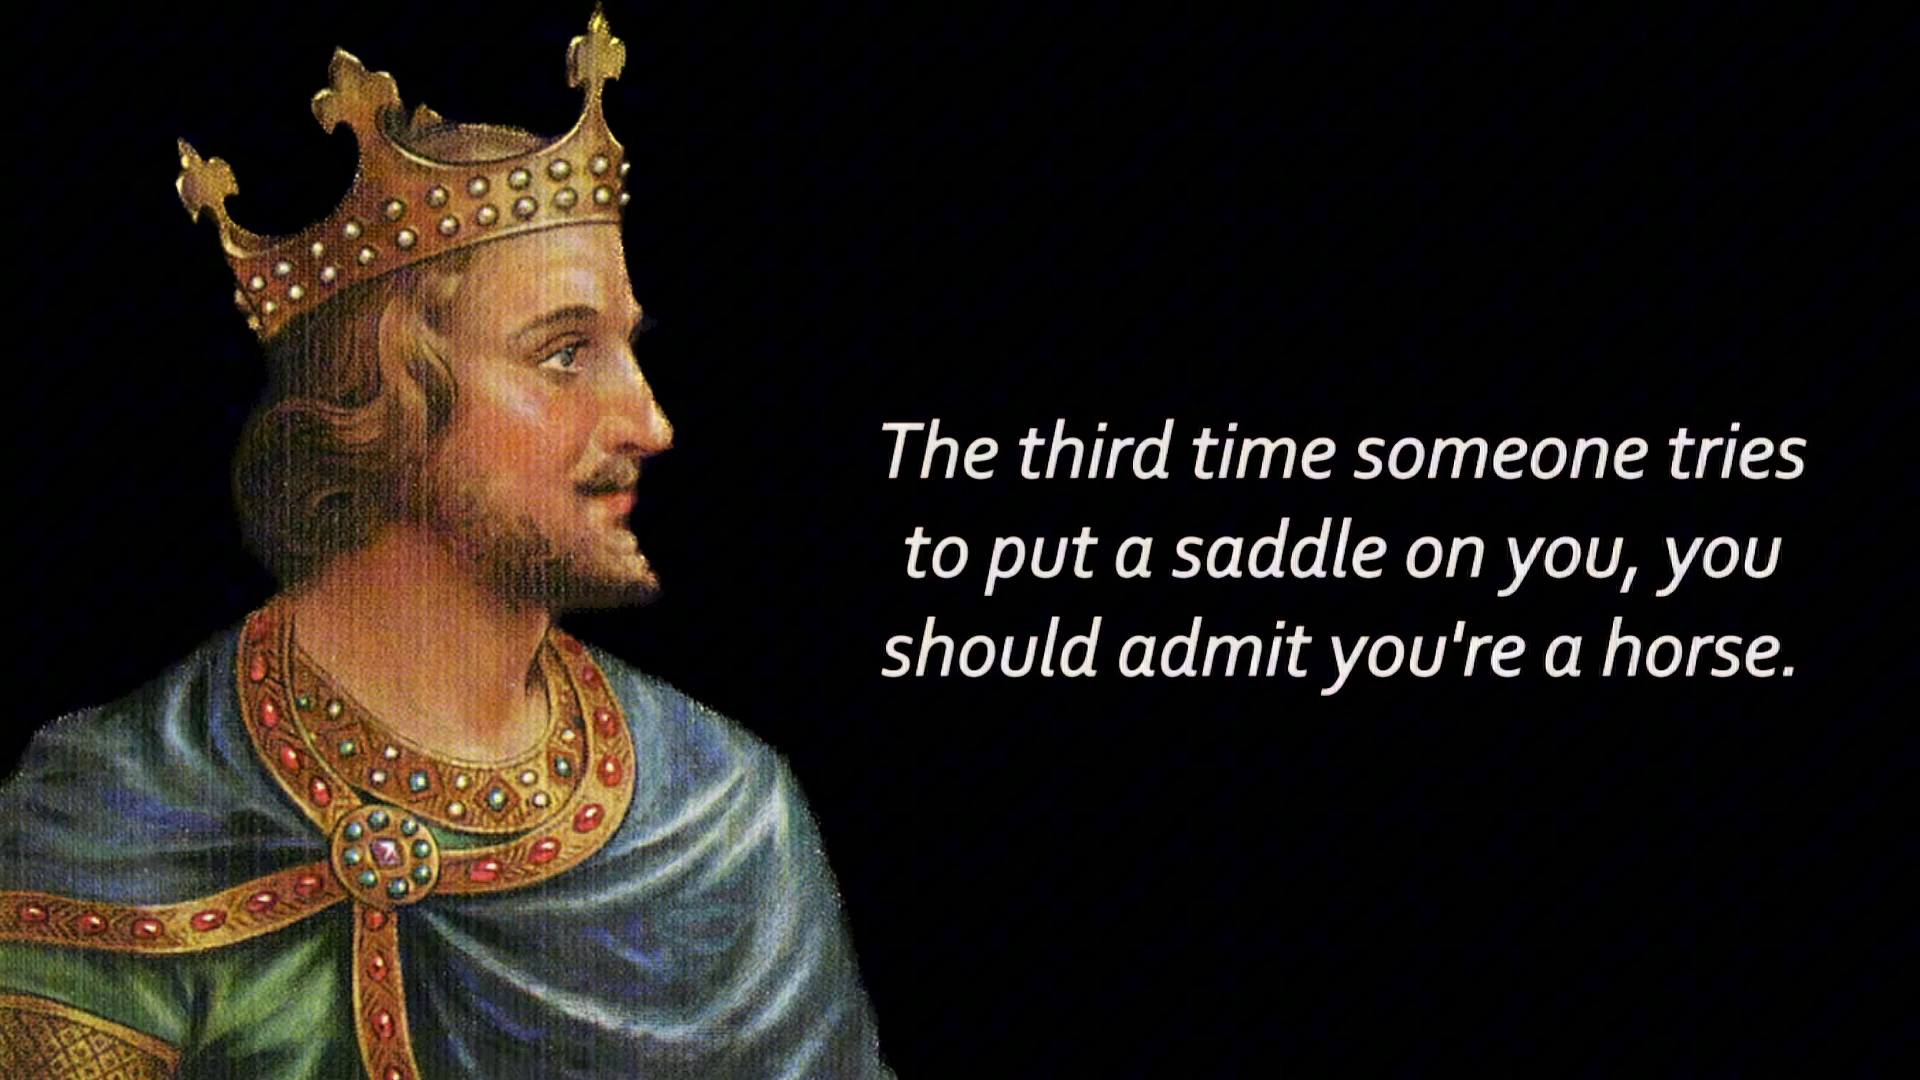 The third time someone tries
to put a saddle on you, you
should admit you're a horse.